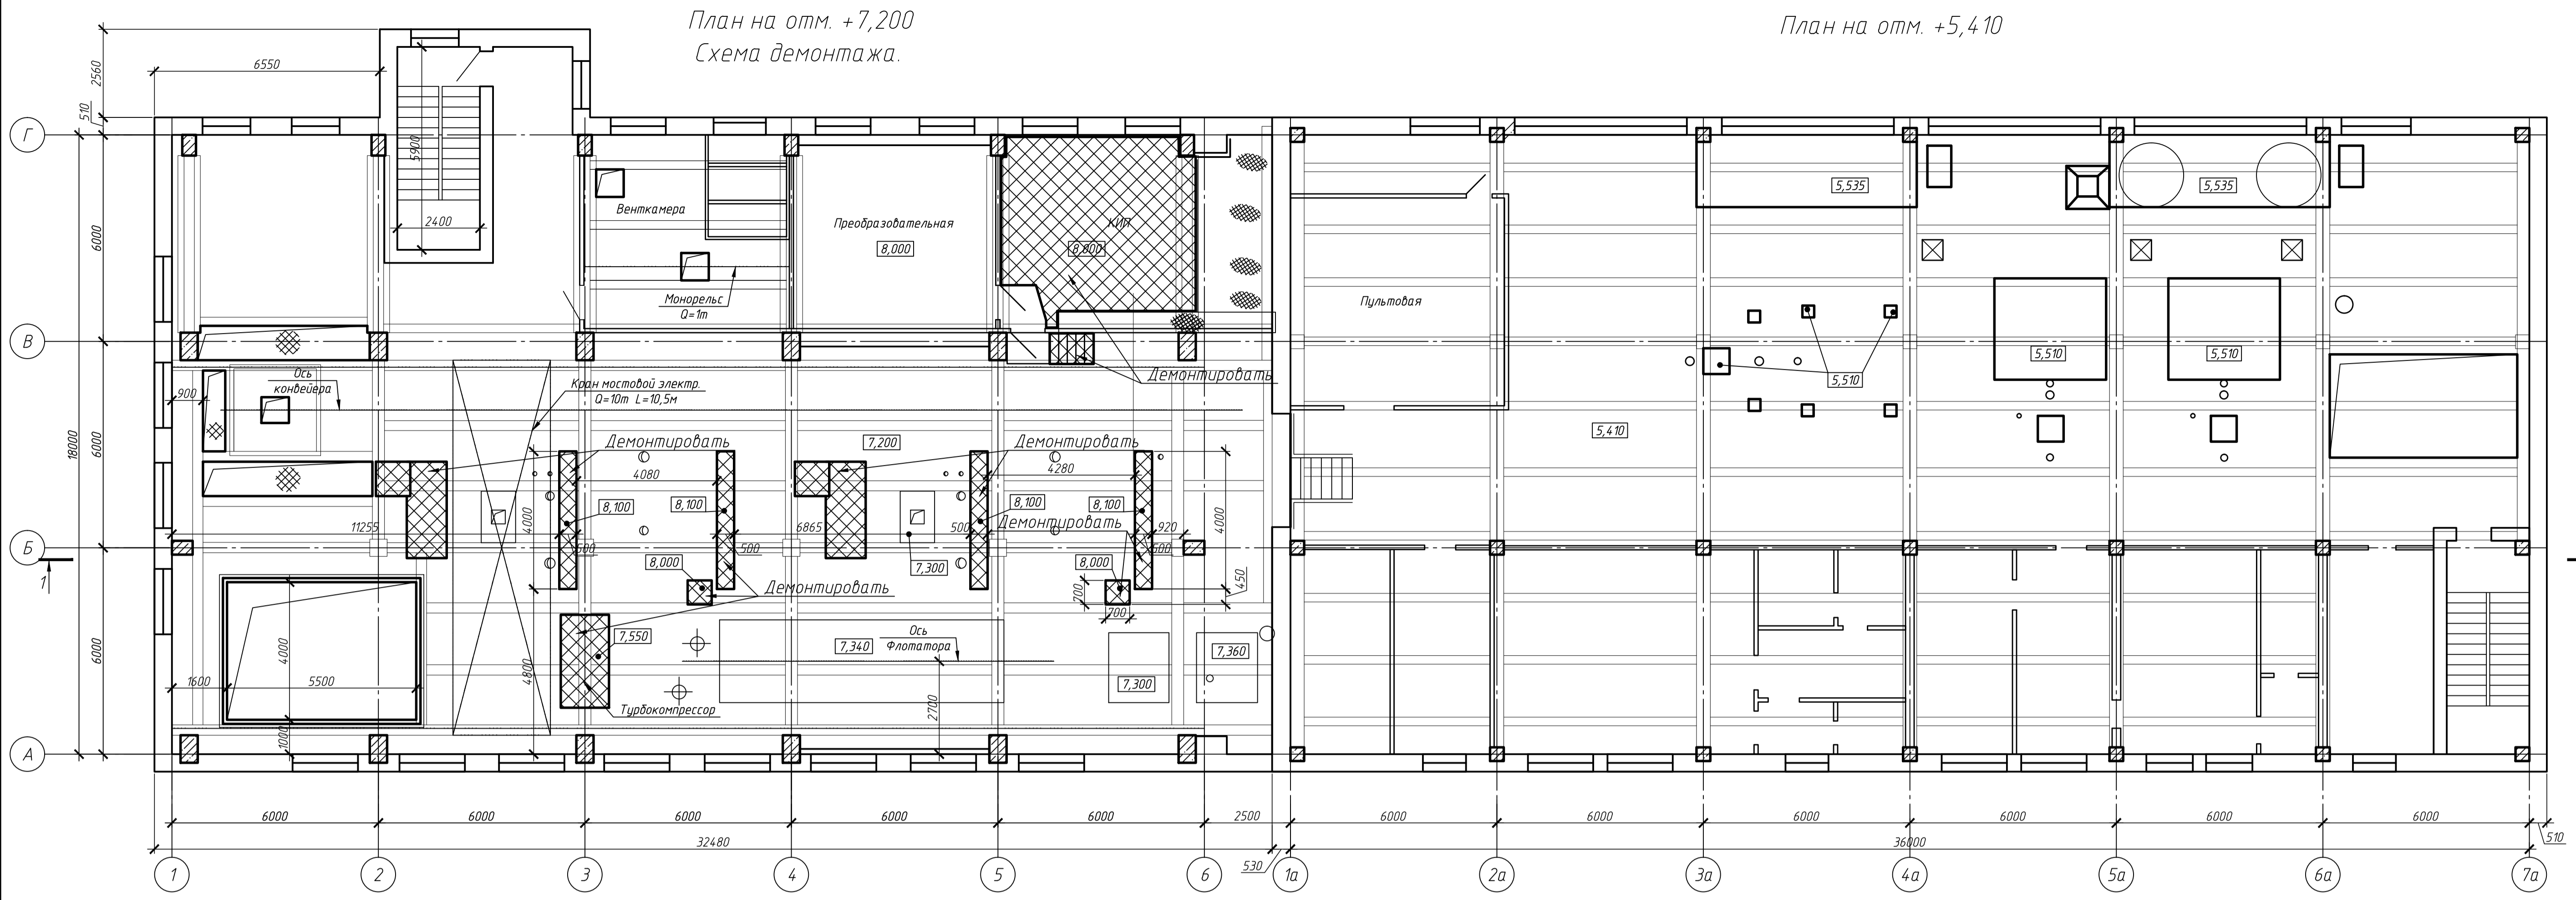 План на отм. +7,200
Схема демонтажа.
План на отм. +5,410
6550
2560
510
5900
2400
Г
В
Б
А
6000
6000
6000
18000
Венткамера
Монорельс
Q=1т
Преобразовательная
8,000
КИП
8,000
5,535
5,535
Пультовая
5,510
5,510
5,510
5,410
Ось
конвейера
900
Кран мостовой электр.
Q=10т L=10,5м
Демонтировать
Демонтировать
7,200
Демонтировать
4080
4280
8,100
8,100
8,100
8,100
4000
4000
Демонтировать
11255
6865
500
920
500
500
500
8,000
7,300
8,000
450
700
700
Демонтировать
1
7,550
Ось
Флотатора
7,340
7,360
7,300
4000
1600
5500
4800
2700
1000
Турбокомпрессор
6000
6000
6000
6000
6000
2500
6000
6000
6000
6000
6000
6000
32480
530
36000
510
1
2
3
4
5
6
1а
2а
3а
4а
5а
6а
7а